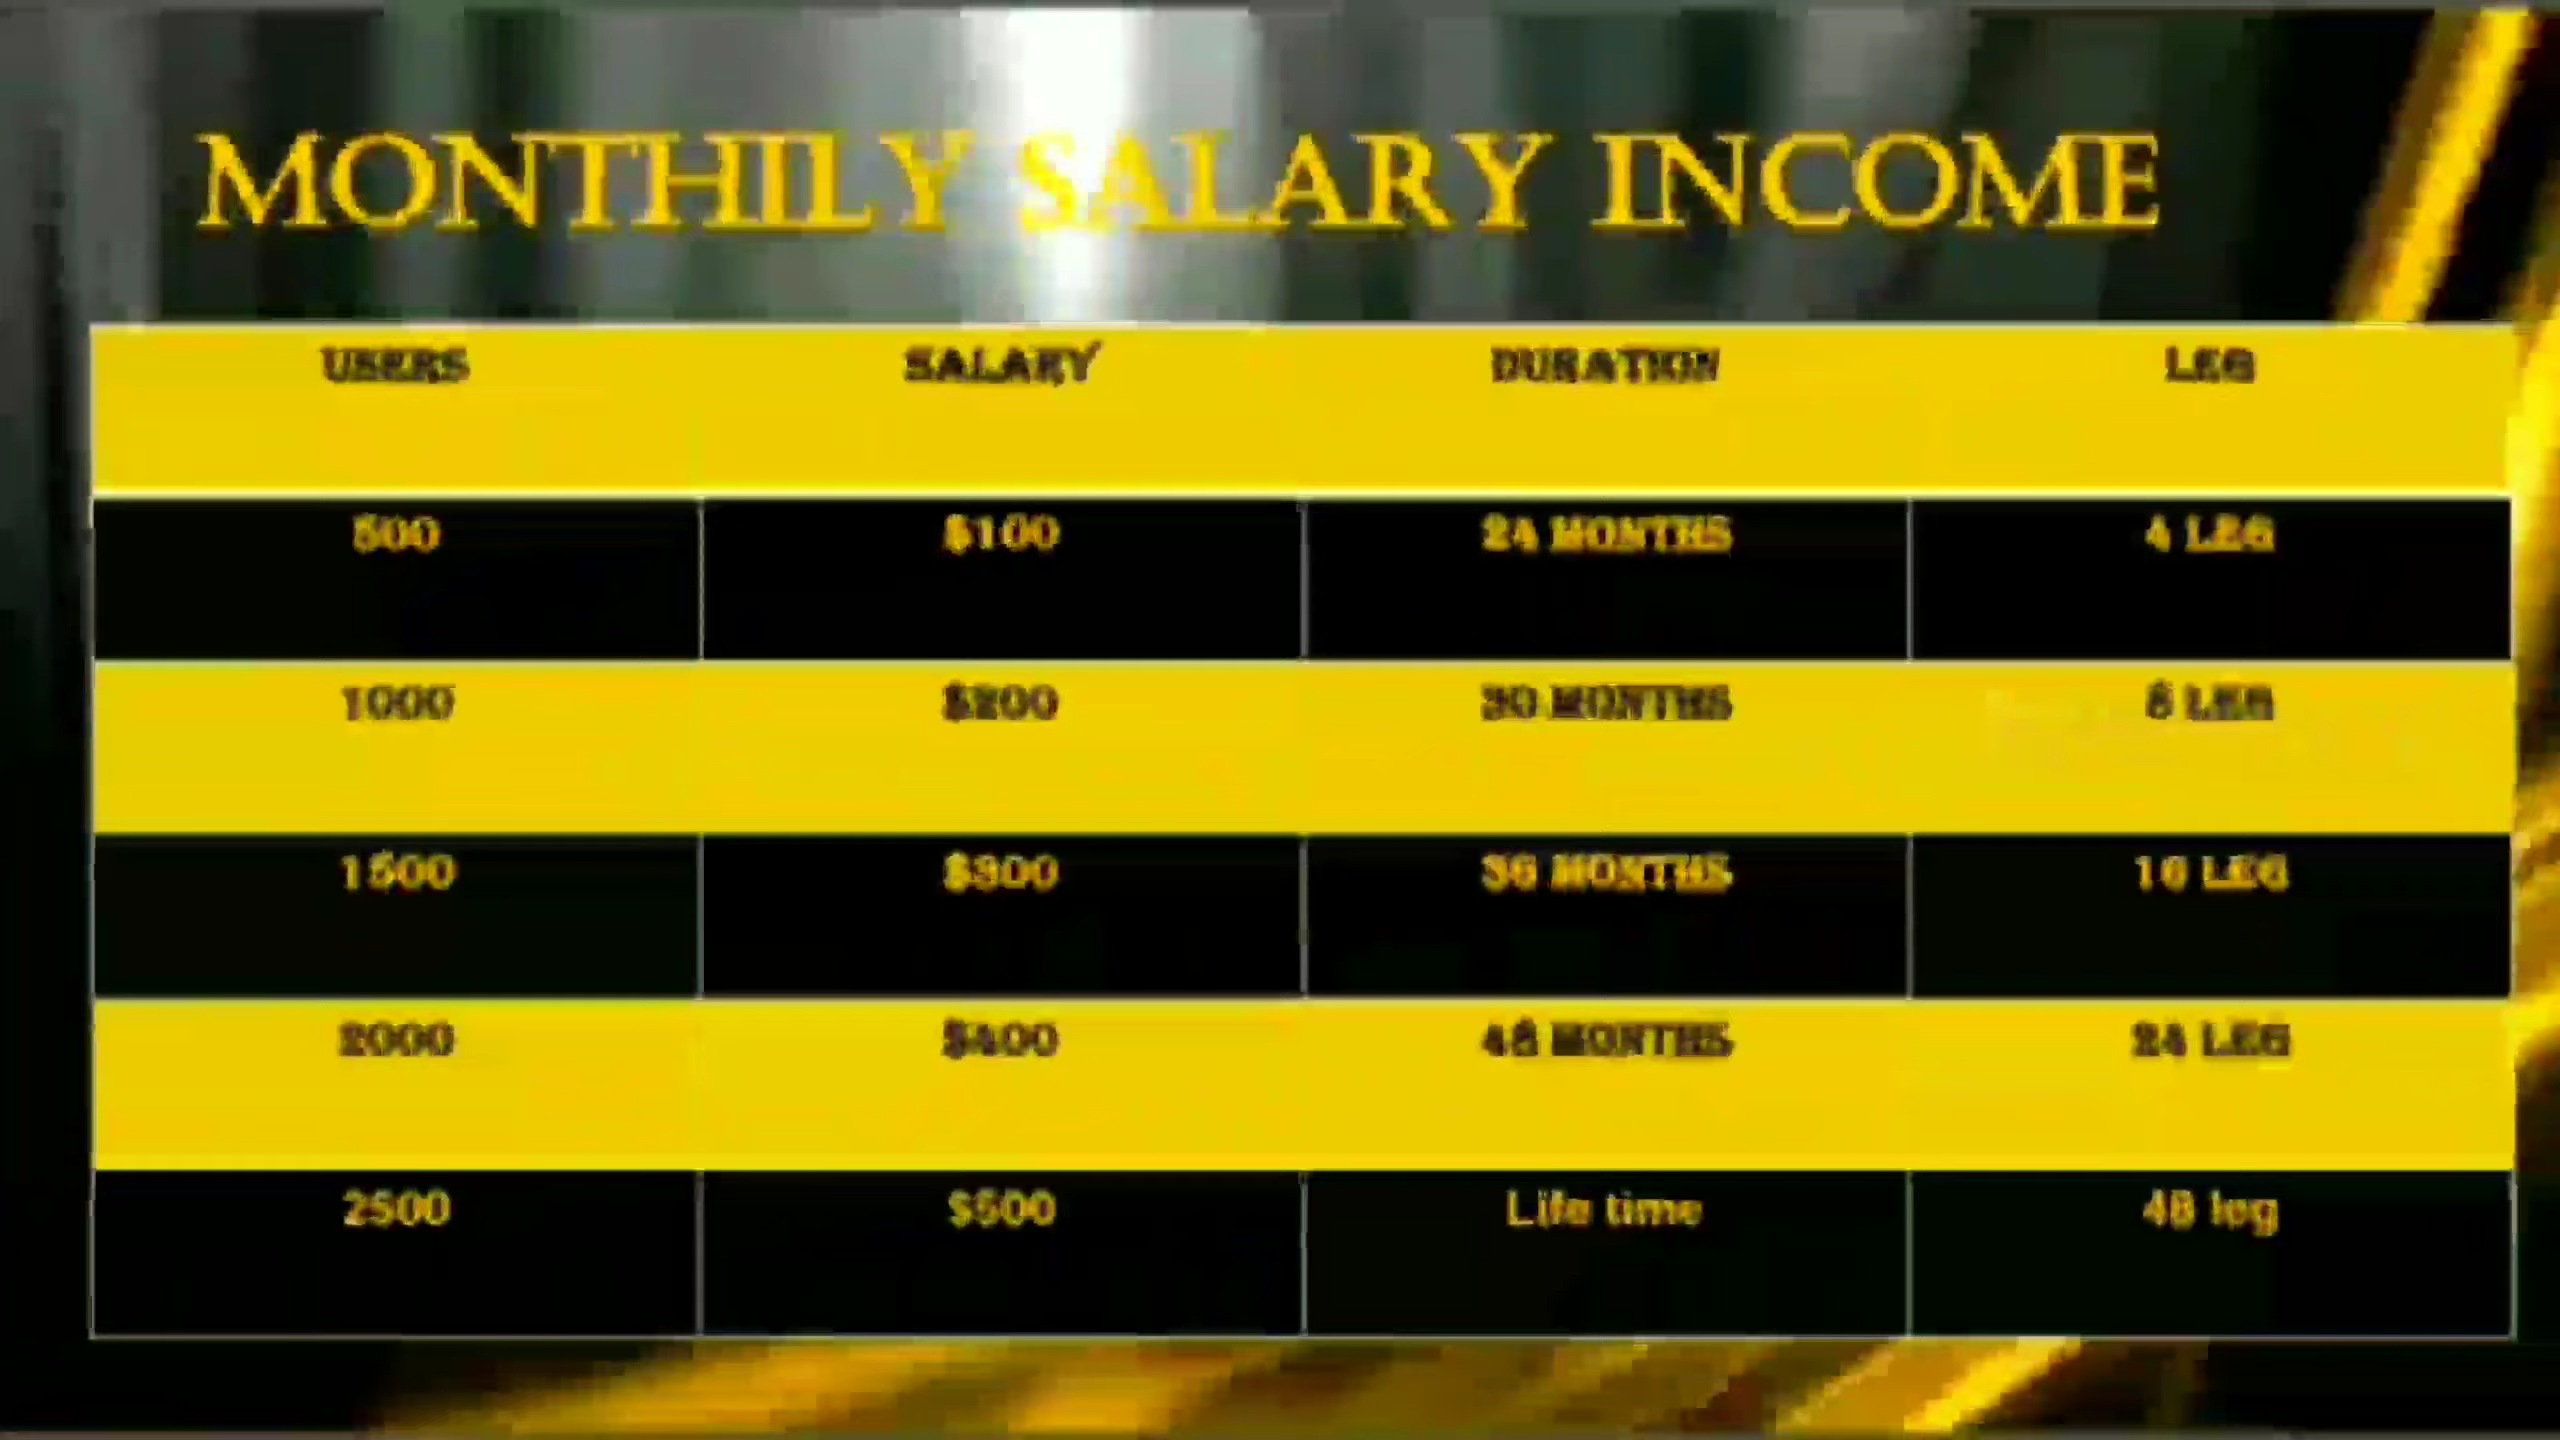 MONTHILY SALARY INCOME
USERS SALARY DURATION LEG
500 $100 24 MONTHS 4 LEG
1000 $200 30 MONTHS 8 LEG
1500 $300 36 MONTHS 16 LEG
2000 $400 48 MONTHS 24 LEG
2500 $500 Life time 48 leg